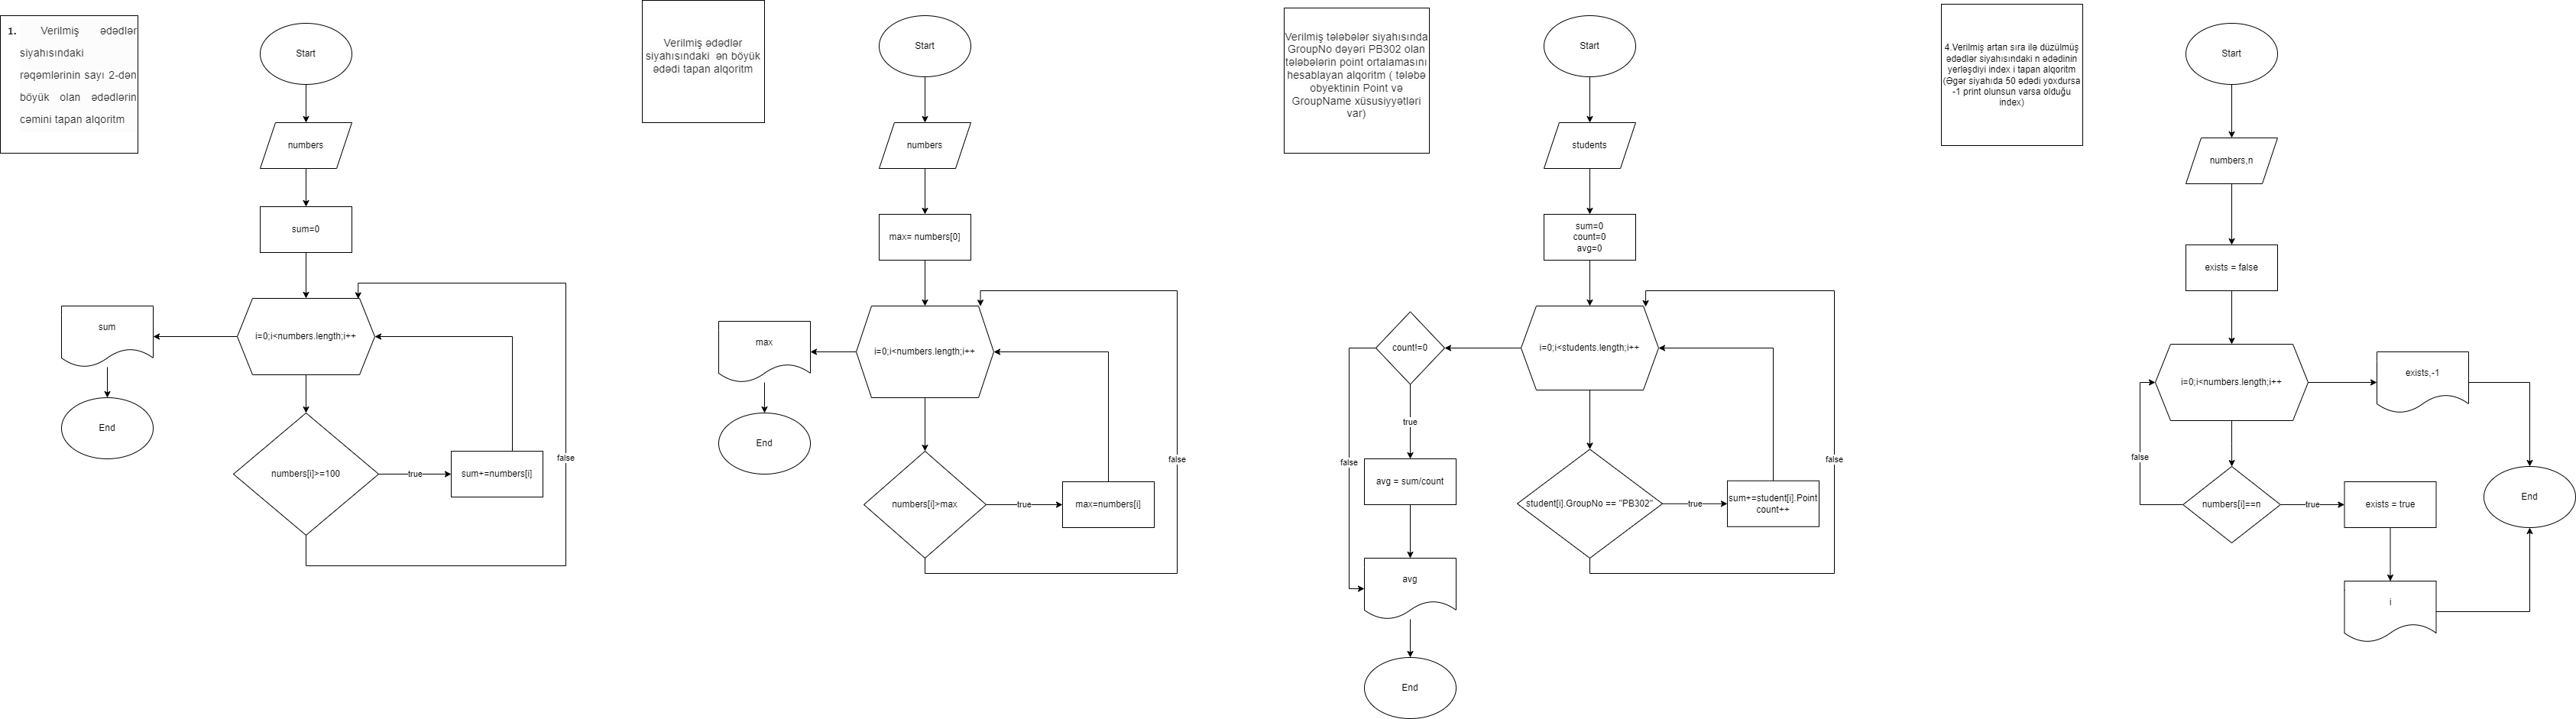 1. Verilmiş ədədlər
siyahısındaki
rəqəmlərinin sayı 2-dən
böyük olan ədədlərin
cəmini tapan alqoritm
Start
numbers
sum=0
i=0;i<numbers.length;i++
sum
End
numbers[i]>=100
true
sum+=numbers[i]
false
Verilmiş ədədlər
siyahısındaki ən böyük
ədədi tapan alqoritm
Start
numbers
max= numbers[0]
i=0;i<numbers.length;i++
max
End
numbers[i]>max
true
max=numbers[i]
false
Verilmiş tələbələr siyahısında
GroupNo dəyəri PB302 olan
tələbələrin point ortalamasını
hesablayan alqoritm ( tələbə
obyektinin Point və
GroupName xüsusiyyətləri
var)
Start
students
sum=0
count=0
avg=0
i=0;i<students.length;i++
count!=0
true
false
avg = sum/count
avg
End
student[i].GroupNo == "PB302"
true
sum+=student[i].Point
count++
false
4.Verilmiş artan sıra ilə düzülmüş
ədədlər siyahısındaki n ədədinin
yerləşdiyi index i tapan alqoritm
(Əgər siyahıda 50 ədədi yoxdursa
-1 print olunsun varsa olduğu
index)
Start
numbers,n
exists = false
i=0;i<numbers.length;i++
exists,-1
false
numbers[i]==n
true
exists = true
i
End